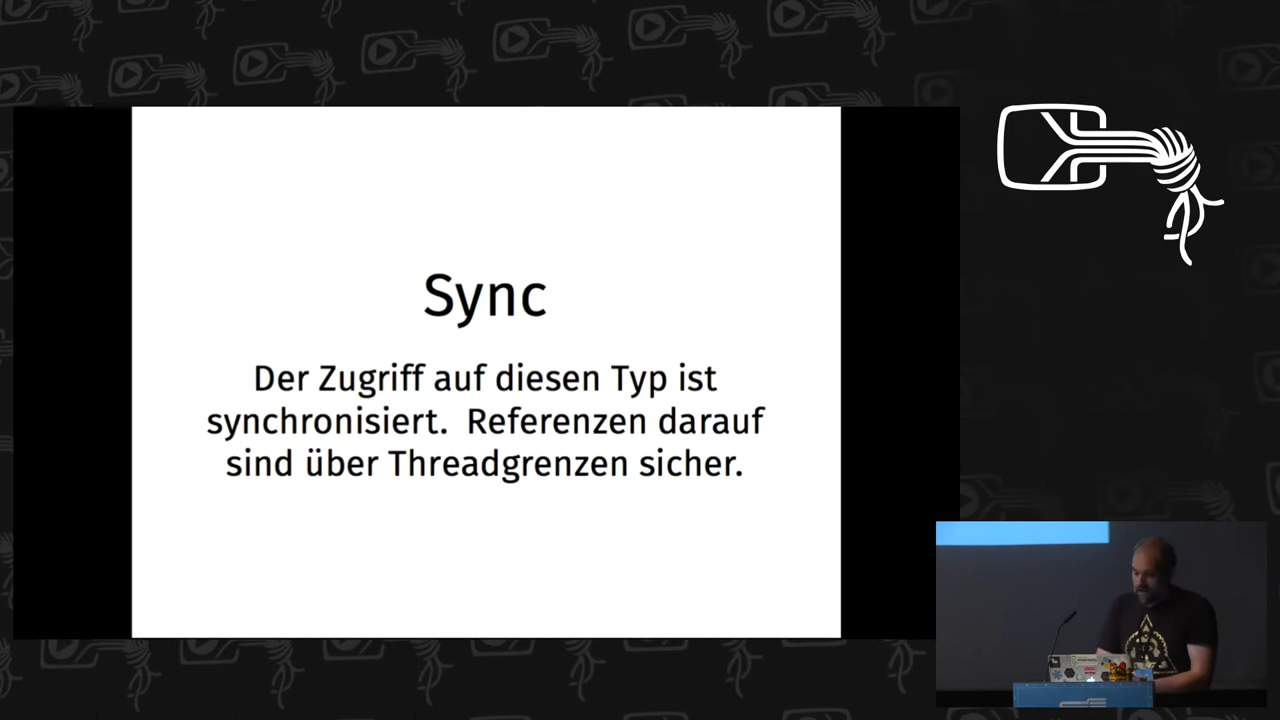 Sync
Der Zugriff auf diesen Typ ist
synchronisiert. Referenzen darauf
sind über Threadgrenzen sicher.